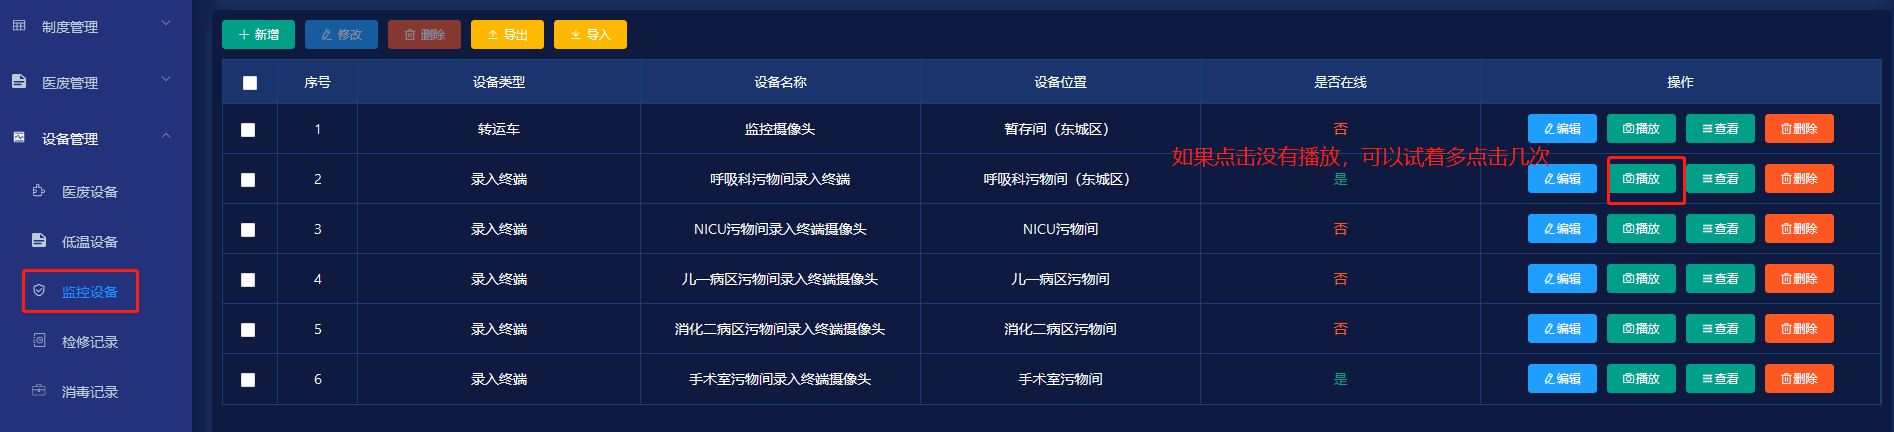 制度管理
医废管理
设备管理
医废设备
低温设备
监控设备
检修记录
消毒记录
新增 修改 删除 导出 导入
序号 设备类型 设备名称 设备位置 是否在线 操作
1 转运车 监控摄像头 暂存间（东城区） 否 编辑 播放 查看 删除
如果点击没有播放，可以试着多点击几次
2 录入终端 呼吸科污物间录入终端 呼吸科污物间（东城区） 是 编辑 播放 查看 删除
3 录入终端 NICU污物间录入终端摄像头 NICU污物间 否 编辑 播放 查看 删除
4 录入终端 儿一病区污物间录入终端摄像头 儿一病区污物间 否 编辑 播放 查看 删除
5 录入终端 消化二病区污物间录入终端摄像头 消化二病区污物间 否 编辑 播放 查看 删除
6 录入终端 手术室污物间录入终端摄像头 手术室污物间 是 编辑 播放 查看 删除